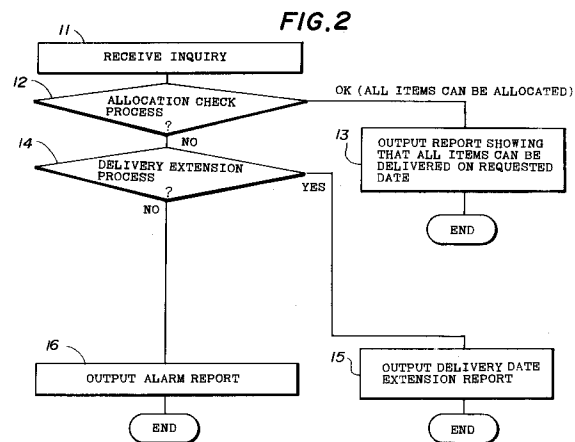 FIG.2
11
RECEIVE INQUIRY
12
ALLOCATION CHECK
PROCESS
?
OK (ALL ITEMS CAN BE ALLOCATED)
NO
13
OUTPUT REPORT SHOWING
THAT ALL ITEMS CAN BE
DELIVERED ON REQUESTED
DATE
END
14
DELIVERY EXTENSION
PROCESS
?
YES
NO
16
OUTPUT ALARM REPORT
END
15
OUTPUT DELIVERY DATE
EXTENSION REPORT
END